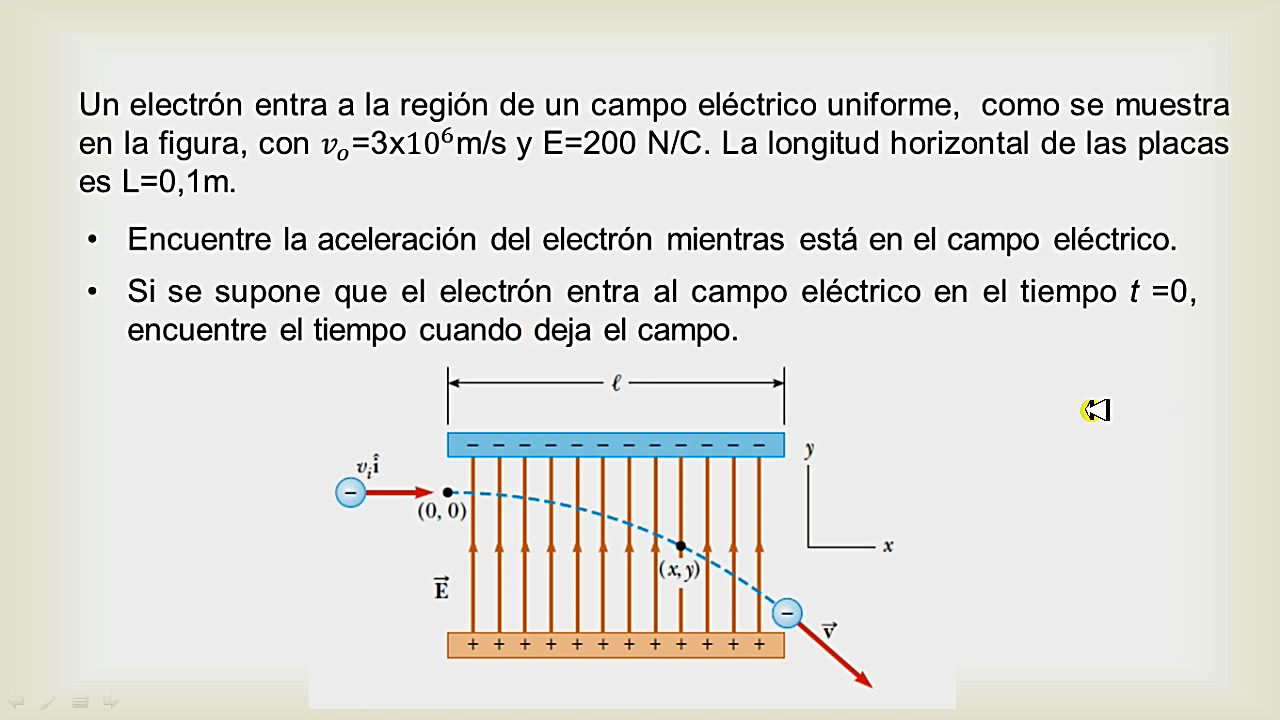 Un electrón entra a la región de un campo eléctrico uniforme, como se muestra
en la figura, con 𝑣ₒ=3x10⁶m/s y E=200 N/C. La longitud horizontal de las placas
es L=0,1m.
• Encuentre la aceleración del electrón mientras está en el campo eléctrico.
• Si se supone que el electrón entra al campo eléctrico en el tiempo t =0,
encuentre el tiempo cuando deja el campo.
ℓ
− − − − − − − − − − − −
y
vᵢî
−
(0, 0)
x
(x, y)
E⃗
−
v⃗
+ + + + + + + + + + + +